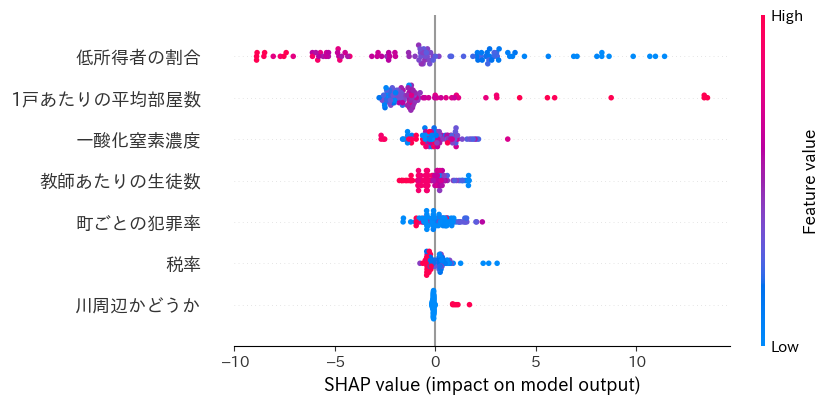 低所得者の割合
1戸あたりの平均部屋数
一酸化窒素濃度
教師あたりの生徒数
町ごとの犯罪率
税率
川周辺かどうか
−10
−5
0
5
10
SHAP value (impact on model output)
High
Feature value
Low